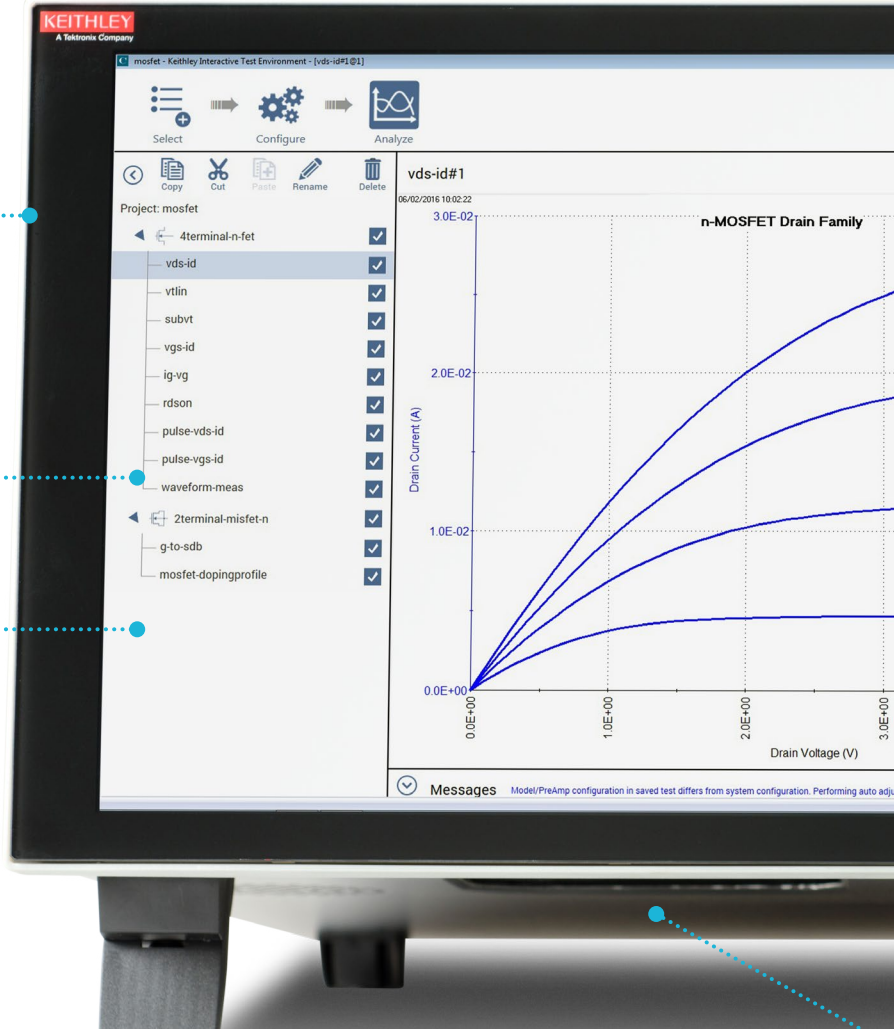 KEITHLEY
A Tektronix Company
mosfet - Keithley Interactive Test Environment - [vds-id#1@1]
Select
Configure
Analyze
Copy
Cut
Paste
Rename
Delete
vds-id#1
06/02/2016 10:02:22
Project: mosfet
4terminal-n-fet
vds-id
vtlin
subvt
vgs-id
ig-vg
rdson
pulse-vds-id
pulse-vgs-id
waveform-meas
2terminal-misfet-n
g-to-sdb
mosfet-dopingprofile
n-MOSFET Drain Family
3.0E-02
2.0E-02
1.0E-02
0.0E+00
Drain Current (A)
0.0E+00
1.0E+00
2.0E+00
3.0E+00
Drain Voltage (V)
Messages
Model/PreAmp configuration in saved test differs from system configuration. Performing auto adju